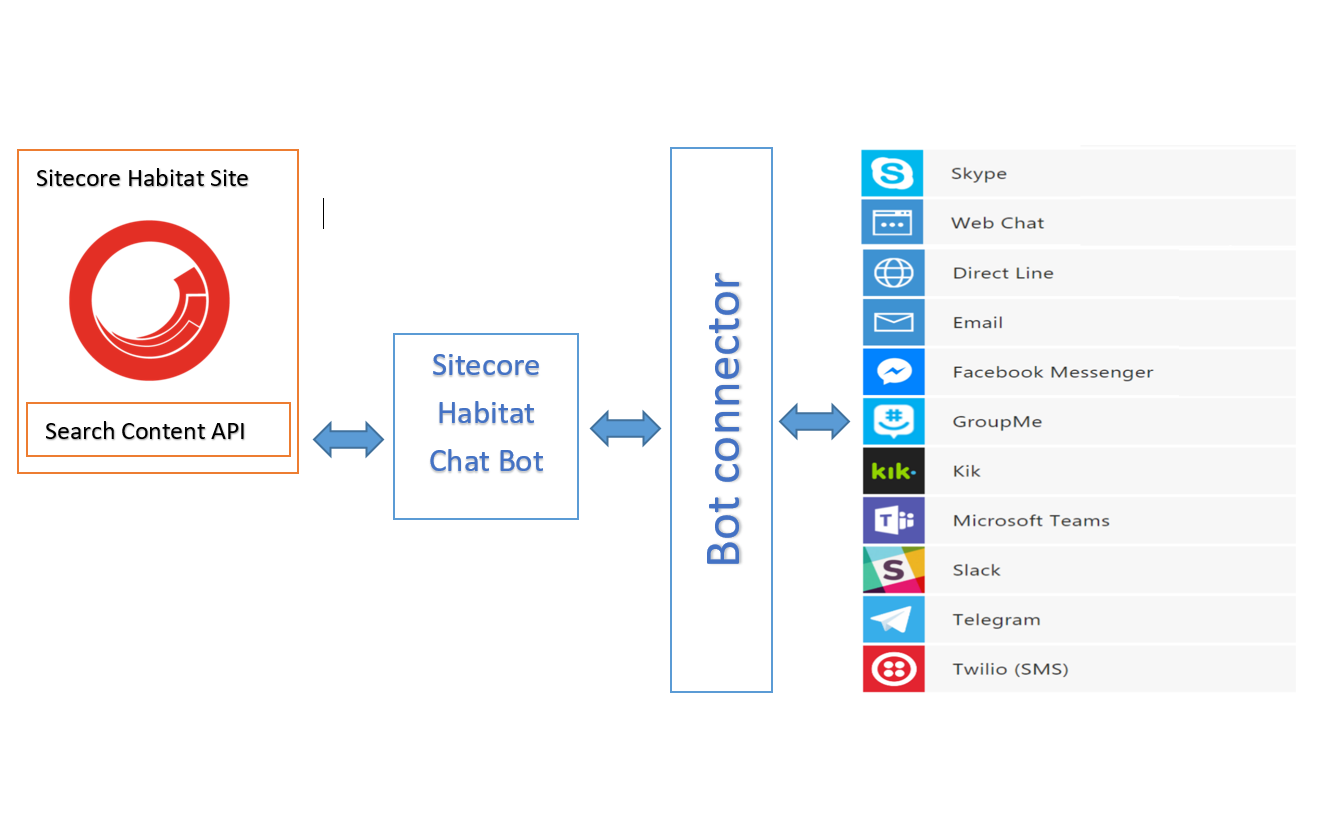 Sitecore Habitat Site
Search Content API
Sitecore
Habitat
Chat Bot
Bot connector
Skype
Web Chat
Direct Line
Email
Facebook Messenger
GroupMe
kik.
Kik
Microsoft Teams
Slack
Telegram
Twilio (SMS)